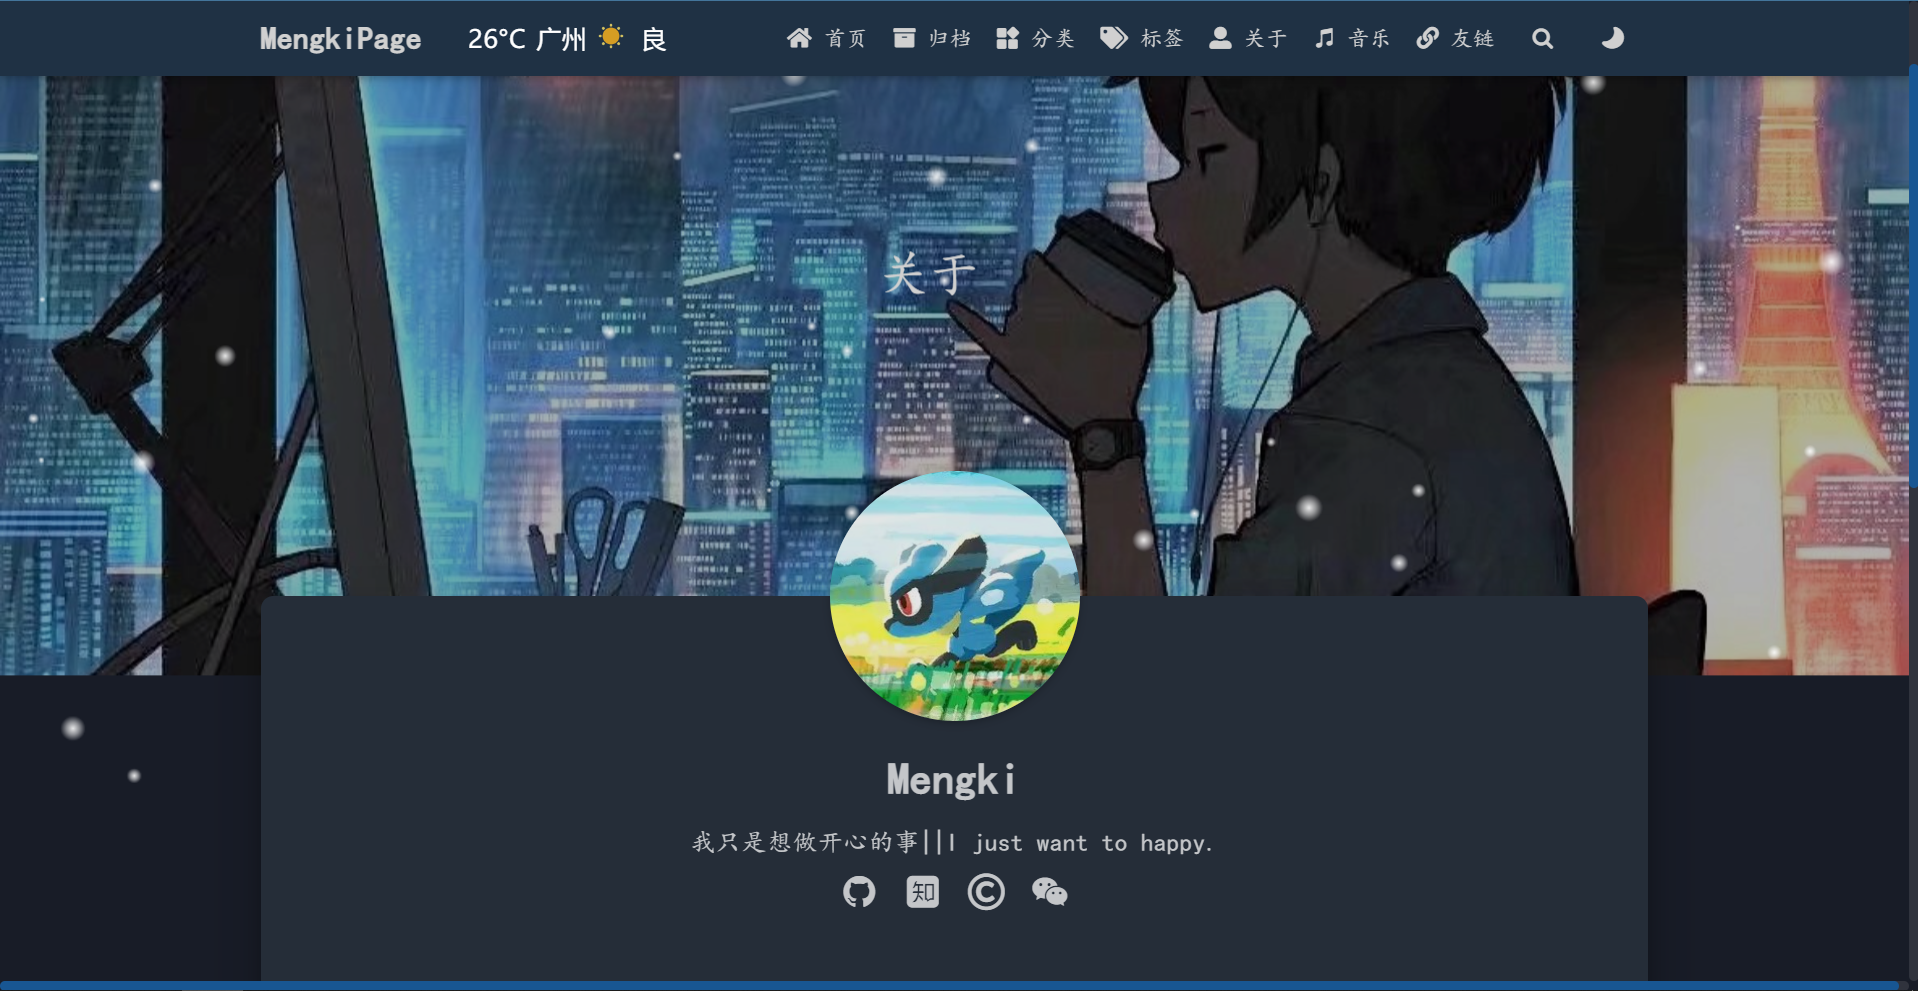 MengkiPage 26°C 广州 良 首页 归档 分类 标签 关于 音乐 友链
关于
Mengki
我只是想做开心的事||I just want to happy.
知